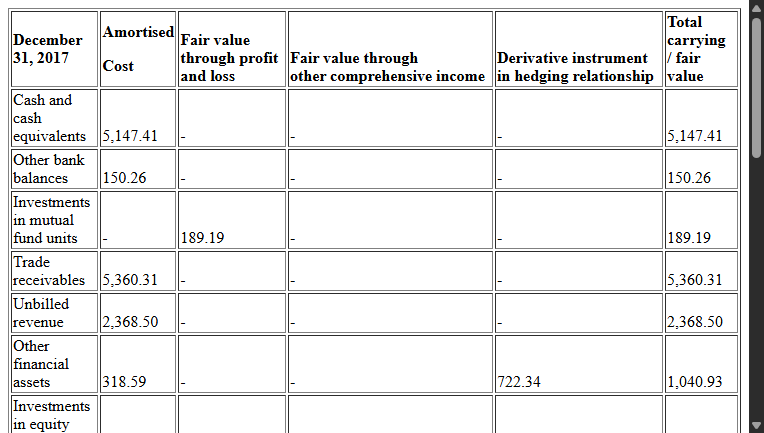 December 31, 2017 | Amortised Cost | Fair value through profit and loss | Fair value through other comprehensive income | Derivative instrument in hedging relationship | Total carrying / fair value
Cash and cash equivalents | 5,147.41 | - | - | - | 5,147.41
Other bank balances | 150.26 | - | - | - | 150.26
Investments in mutual fund units | - | 189.19 | - | - | 189.19
Trade receivables | 5,360.31 | - | - | - | 5,360.31
Unbilled revenue | 2,368.50 | - | - | - | 2,368.50
Other financial assets | 318.59 | - | - | 722.34 | 1,040.93
Investments in equity